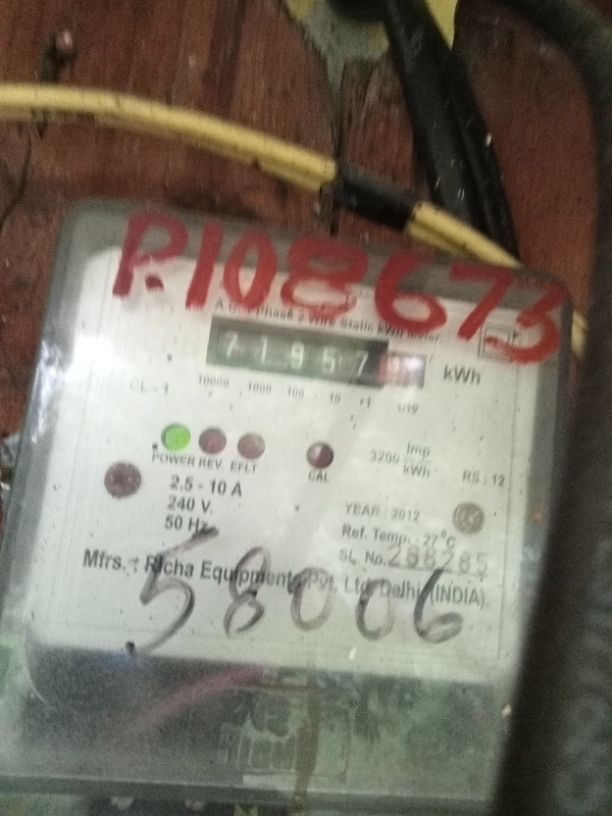 P.108673
A.C. 1 Phase 2 Wire Static kWh Meter
71957 kWh
CL - 1 10000 1000 100 10 ×1 1/10
POWER REV. EFLT CAL
3200 Imp/kWh RS : 12
2.5 - 10 A
240 V.
50 Hz
YEAR : 2012
Ref. Temp. - 27°C
SL No. 288285
Mfrs. : Richa Equipments Pvt. Ltd. Delhi (INDIA)
58006